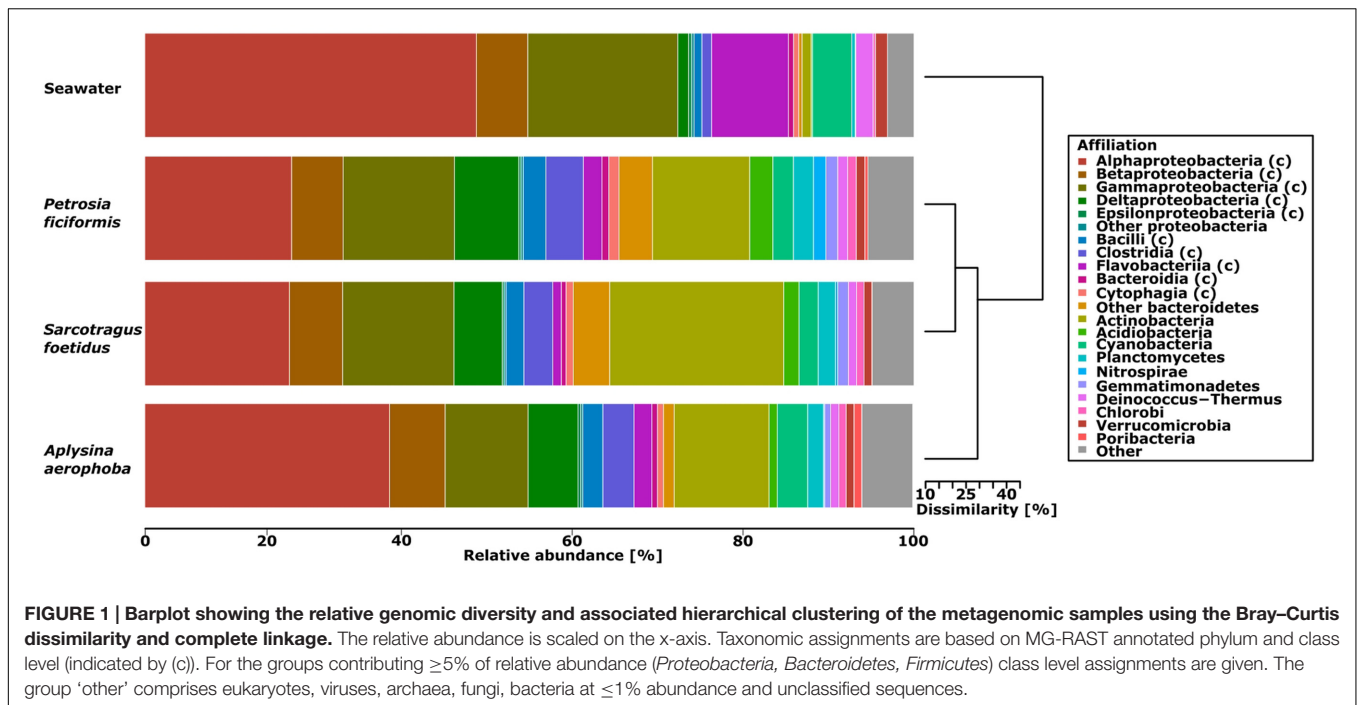 Seawater
Petrosia
ficiformis
Sarcotragus
foetidus
Aplysina
aerophoba
0 20 40 60 80 100
Relative abundance [%]
10 25 40
Dissimilarity [%]
Affiliation
Alphaproteobacteria (c)
Betaproteobacteria (c)
Gammaproteobacteria (c)
Deltaproteobacteria (c)
Epsilonproteobacteria (c)
Other proteobacteria
Bacilli (c)
Clostridia (c)
Flavobacteriia (c)
Bacteroidia (c)
Cytophagia (c)
Other bacteroidetes
Actinobacteria
Acidiobacteria
Cyanobacteria
Planctomycetes
Nitrospirae
Gemmatimonadetes
Deinococcus−Thermus
Chlorobi
Verrucomicrobia
Poribacteria
Other
FIGURE 1 | Barplot showing the relative genomic diversity and associated hierarchical clustering of the metagenomic samples using the Bray–Curtis
dissimilarity and complete linkage. The relative abundance is scaled on the x-axis. Taxonomic assignments are based on MG-RAST annotated phylum and class
level (indicated by (c)). For the groups contributing ≥5% of relative abundance (Proteobacteria, Bacteroidetes, Firmicutes) class level assignments are given. The
group ‘other’ comprises eukaryotes, viruses, archaea, fungi, bacteria at ≤1% abundance and unclassified sequences.